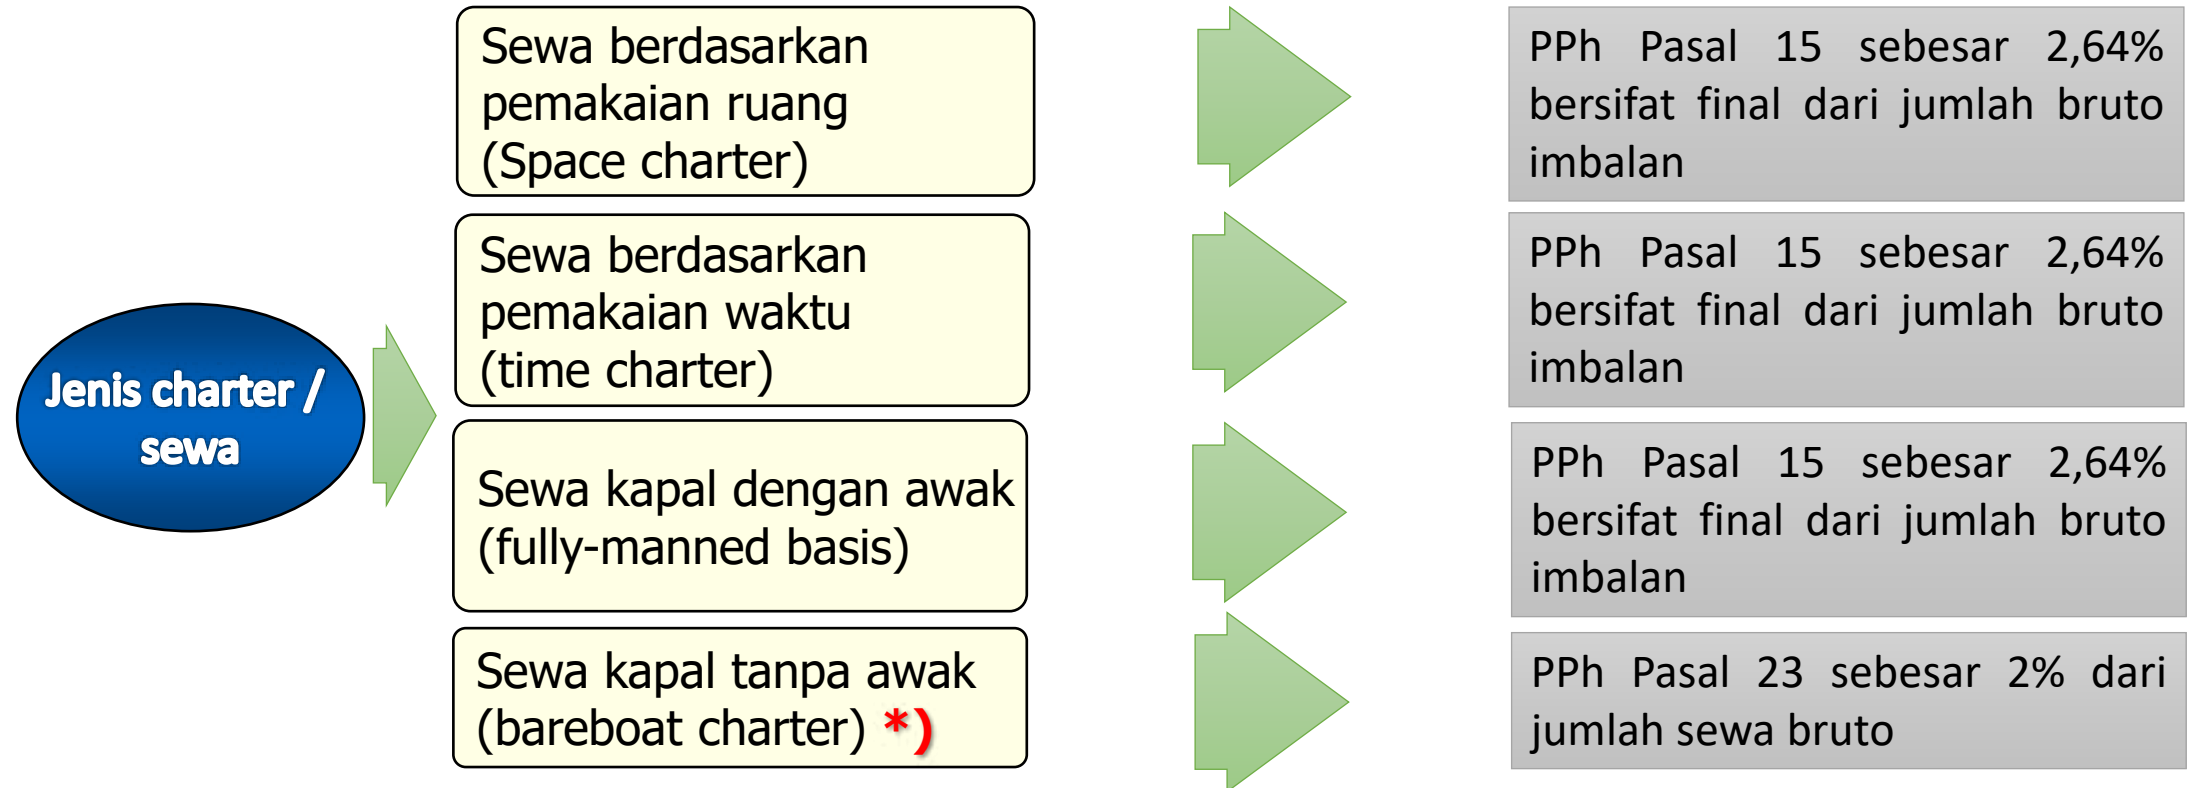 Jenis charter /
sewa
Sewa berdasarkan
pemakaian ruang
(Space charter)
PPh Pasal 15 sebesar 2,64%
bersifat final dari jumlah bruto
imbalan
Sewa berdasarkan
pemakaian waktu
(time charter)
PPh Pasal 15 sebesar 2,64%
bersifat final dari jumlah bruto
imbalan
Sewa kapal dengan awak
(fully-manned basis)
PPh Pasal 15 sebesar 2,64%
bersifat final dari jumlah bruto
imbalan
Sewa kapal tanpa awak
(bareboat charter) *)
PPh Pasal 23 sebesar 2% dari
jumlah sewa bruto